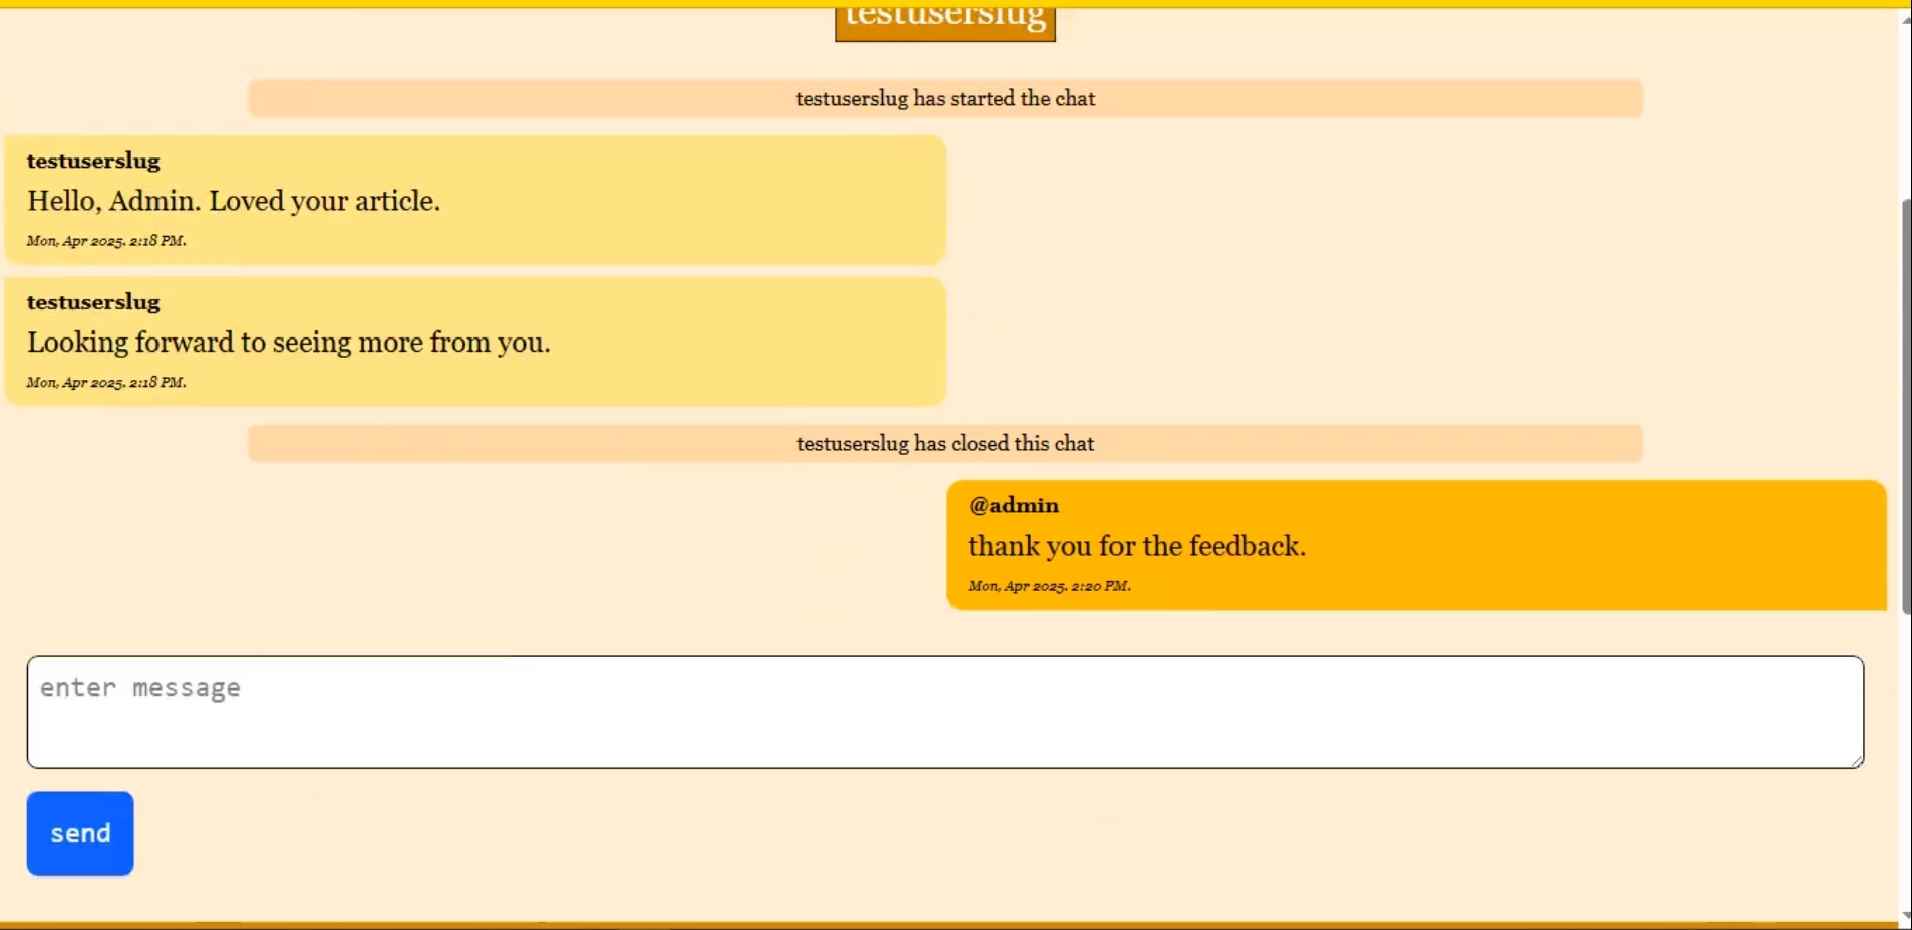 testuserslug
testuserslug has started the chat
testuserslug
Hello, Admin. Loved your article.
Mon, Apr 2025. 2:18 PM.
testuserslug
Looking forward to seeing more from you.
Mon, Apr 2025. 2:18 PM.
testuserslug has closed this chat
@admin
thank you for the feedback.
Mon, Apr 2025. 2:20 PM.
enter message
send